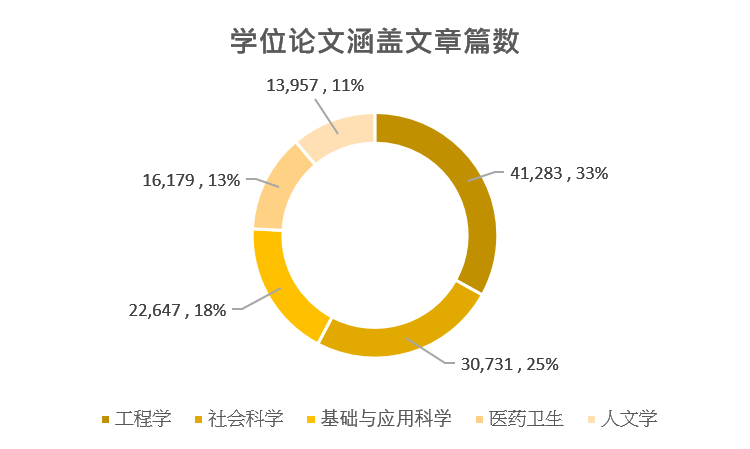 学位论文涵盖文章篇数
13,957 , 11%
41,283 , 33%
16,179 , 13%
22,647 , 18%
30,731 , 25%
工程学 社会科学 基础与应用科学 医药卫生 人文学